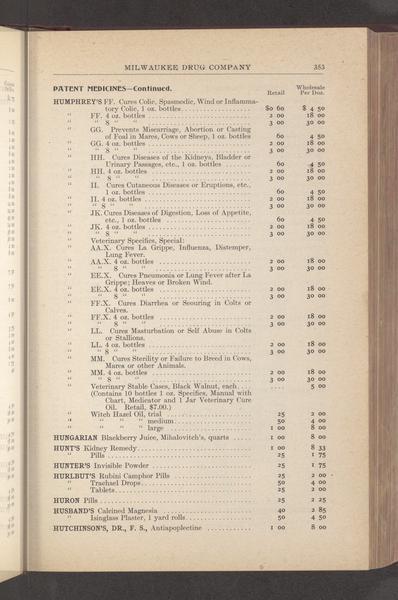 MILWAUKEE DRUG COMPANY 353
PATENT MEDICINES—Continued. Retail Wholesale Per Doz.
HUMPHREY'S FF. Cures Colic, Spasmodic, Wind or Inflamma-
tory Colic, 1 oz. bottles $0 60 $ 4 50
" FF. 4 oz. bottles 2 00 18 00
" " 8 " " 3 00 30 00
" GG. Prevents Miscarriage, Abortion or Casting
of Foal in Mares, Cows or Sheep, 1 oz. bottles 60 4 50
" GG. 4 oz. bottles 2 00 18 00
" " 8 " " 3 00 30 00
" HH. Cures Diseases of the Kidneys, Bladder or
Urinary Passages, etc., 1 oz. bottles 60 4 50
" HH. 4 oz. bottles 2 00 18 00
" " 8 " " 3 00 30 00
" II. Cures Cutaneous Diseases or Eruptions, etc.,
1 oz. bottles 60 4 50
" II. 4 oz. bottles 2 00 18 00
" " 8 " " 3 00 30 00
" JK. Cures Diseases of Digestion, Loss of Appetite,
etc., 1 oz. bottles 60 4 50
" JK. 4 oz. bottles 2 00 18 00
" " 8 " " 3 00 30 00
" Veterinary Specifics, Special:
" AA.X. Cures La Grippe, Influenza, Distemper,
Lung Fever.
" AA.X. 4 oz. bottles 2 00 18 00
" " 8 " " 3 00 30 00
" EE.X. Cures Pneumonia or Lung Fever after La
Grippe; Heaves or Broken Wind.
" EE.X. 4 oz. bottles 2 00 18 00
" " 8 " " 3 00 30 00
" FF.X. Cures Diarrhea or Scouring in Colts or
Calves.
" FF.X. 4 oz. bottles 2 00 18 00
" " 8 " " 3 00 30 00
" LL. Cures Masturbation or Self Abuse in Colts
or Stallions.
" LL. 4 oz. bottles 2 00 18 00
" " 8 " " 3 00 30 00
" MM. Cures Sterility or Failure to Breed in Cows,
Mares or other Animals.
" MM. 4 oz. bottles 2 00 18 00
" " 8 " " 3 00 30 00
" Veterinary Stable Cases, Black Walnut, each .... 5 00
(Contains 10 bottles 1 oz. Specifics, Manual with
Chart, Medicator and 1 Jar Veterinary Cure
Oil. Retail, $7.00.)
" Witch Hazel Oil, trial 25 2 00
" " " " medium 50 4 00
" " " " large 1 00 8 00
HUNGARIAN Blackberry Juice, Mihalovitch's, quarts 1 00 8 00
HUNT'S Kidney Remedy 1 00 8 33
" Pills 25 1 75
HUNTER'S Invisible Powder 25 1 75
HURLBUT'S Rubini Camphor Pills 25 2 00
" Tracheal Drops 50 4 00
" Tablets 25 2 00
HURON Pills 25 2 25
HUSBAND'S Calcined Magnesia 40 2 85
" Isinglass Plaster, 1 yard rolls 50 4 50
HUTCHINSON'S, DR., F. S., Antiapoplectine 1 00 8 00